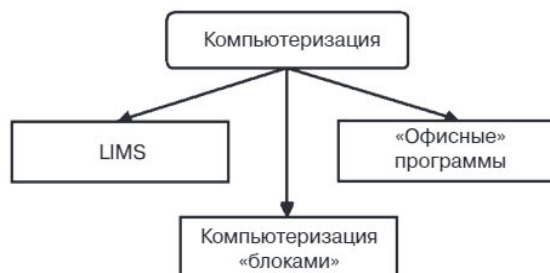 Компьютеризация
LIMS
«Офисные»
программы
Компьютеризация
«блоками»